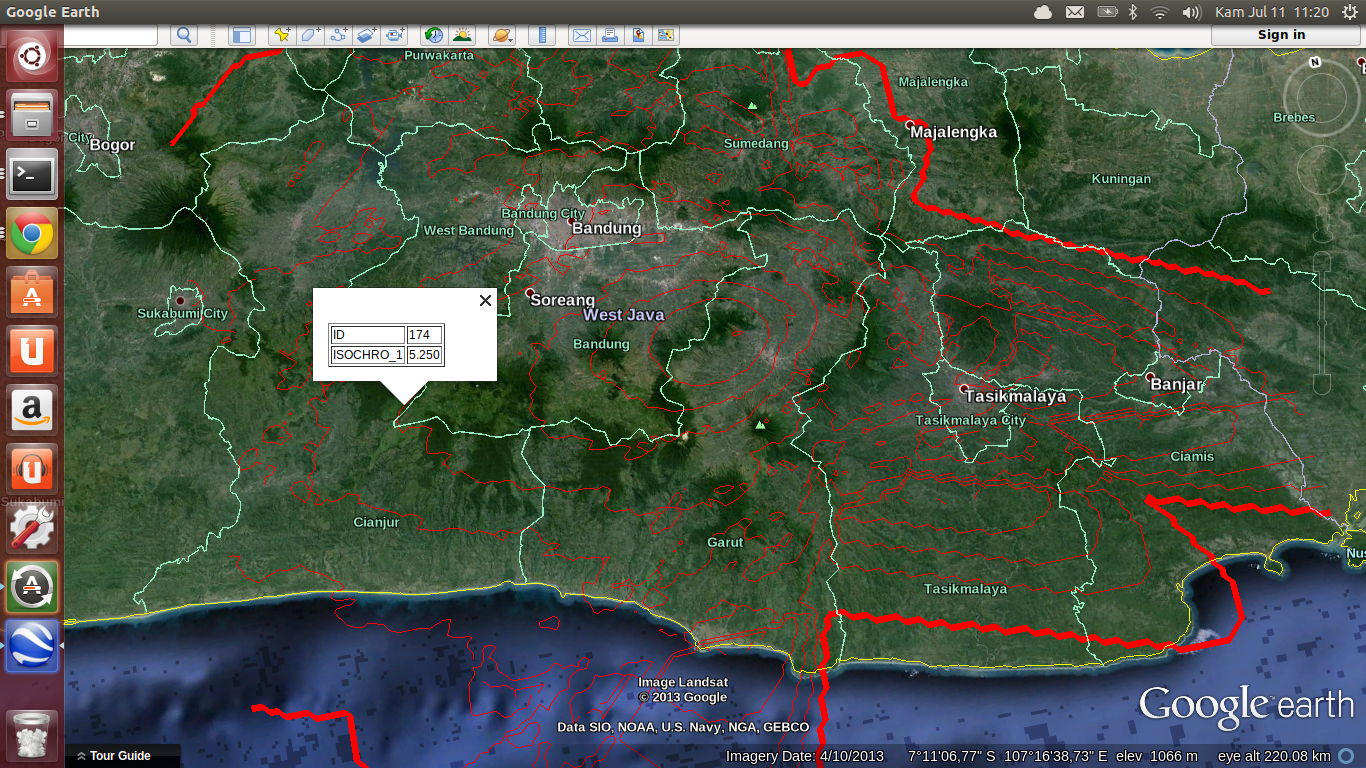 Google Earth
Kam Jul 11 11:20
Sign in
Purwakarta
Majalengka
N
Brebes
City
Bogor
Majalengka
Sumedang
Kuningan
Bandung City
West Bandung
Bandung
Soreang
West Java
Sukabumi City
Bandung
ID 174
ISOCHRO_1 5.250
Tasikmalaya
Banjar
Tasikmalaya City
Ciamis
Sukabumi
Cianjur
Garut
Nus
Tasikmalaya
Image Landsat
© 2013 Google
Data SIO, NOAA, U.S. Navy, NGA, GEBCO
Google earth
Tour Guide
Imagery Date: 4/10/2013 7°11'06,77" S 107°16'38,73" E elev 1066 m eye alt 220.08 km